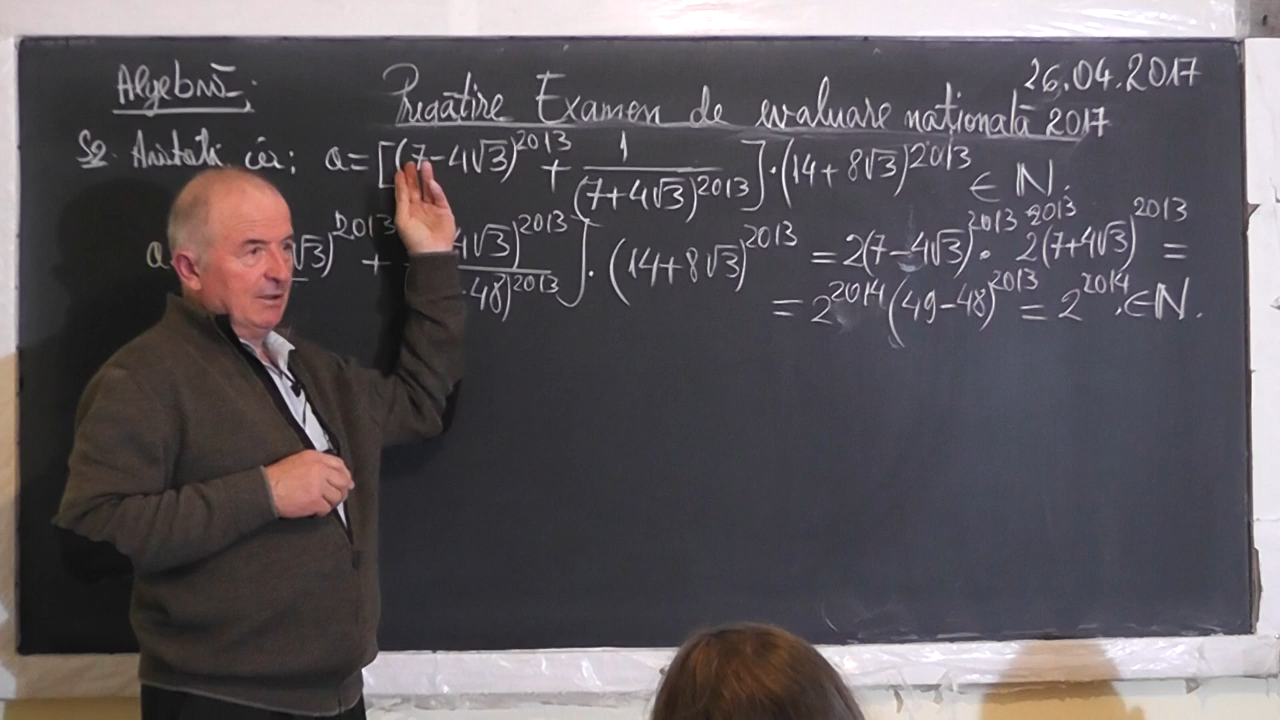 Algebră; Pregătire Examen de evaluare națională 2017 26.04.2017
S2. Arătați că; a=[(7-4√3)^2013 + 1/(7+4√3)^2013]·(14+8√3)^2013 ∈ ℕ.
a √3)^2013 + 4√3)^2013/-48)^2013]·(14+8√3)^2013 = 2(7-4√3)^2013 · 2^2013(7+4√3)^2013 =
= 2^2014 (49-48)^2013 = 2^2014 .∈ℕ.